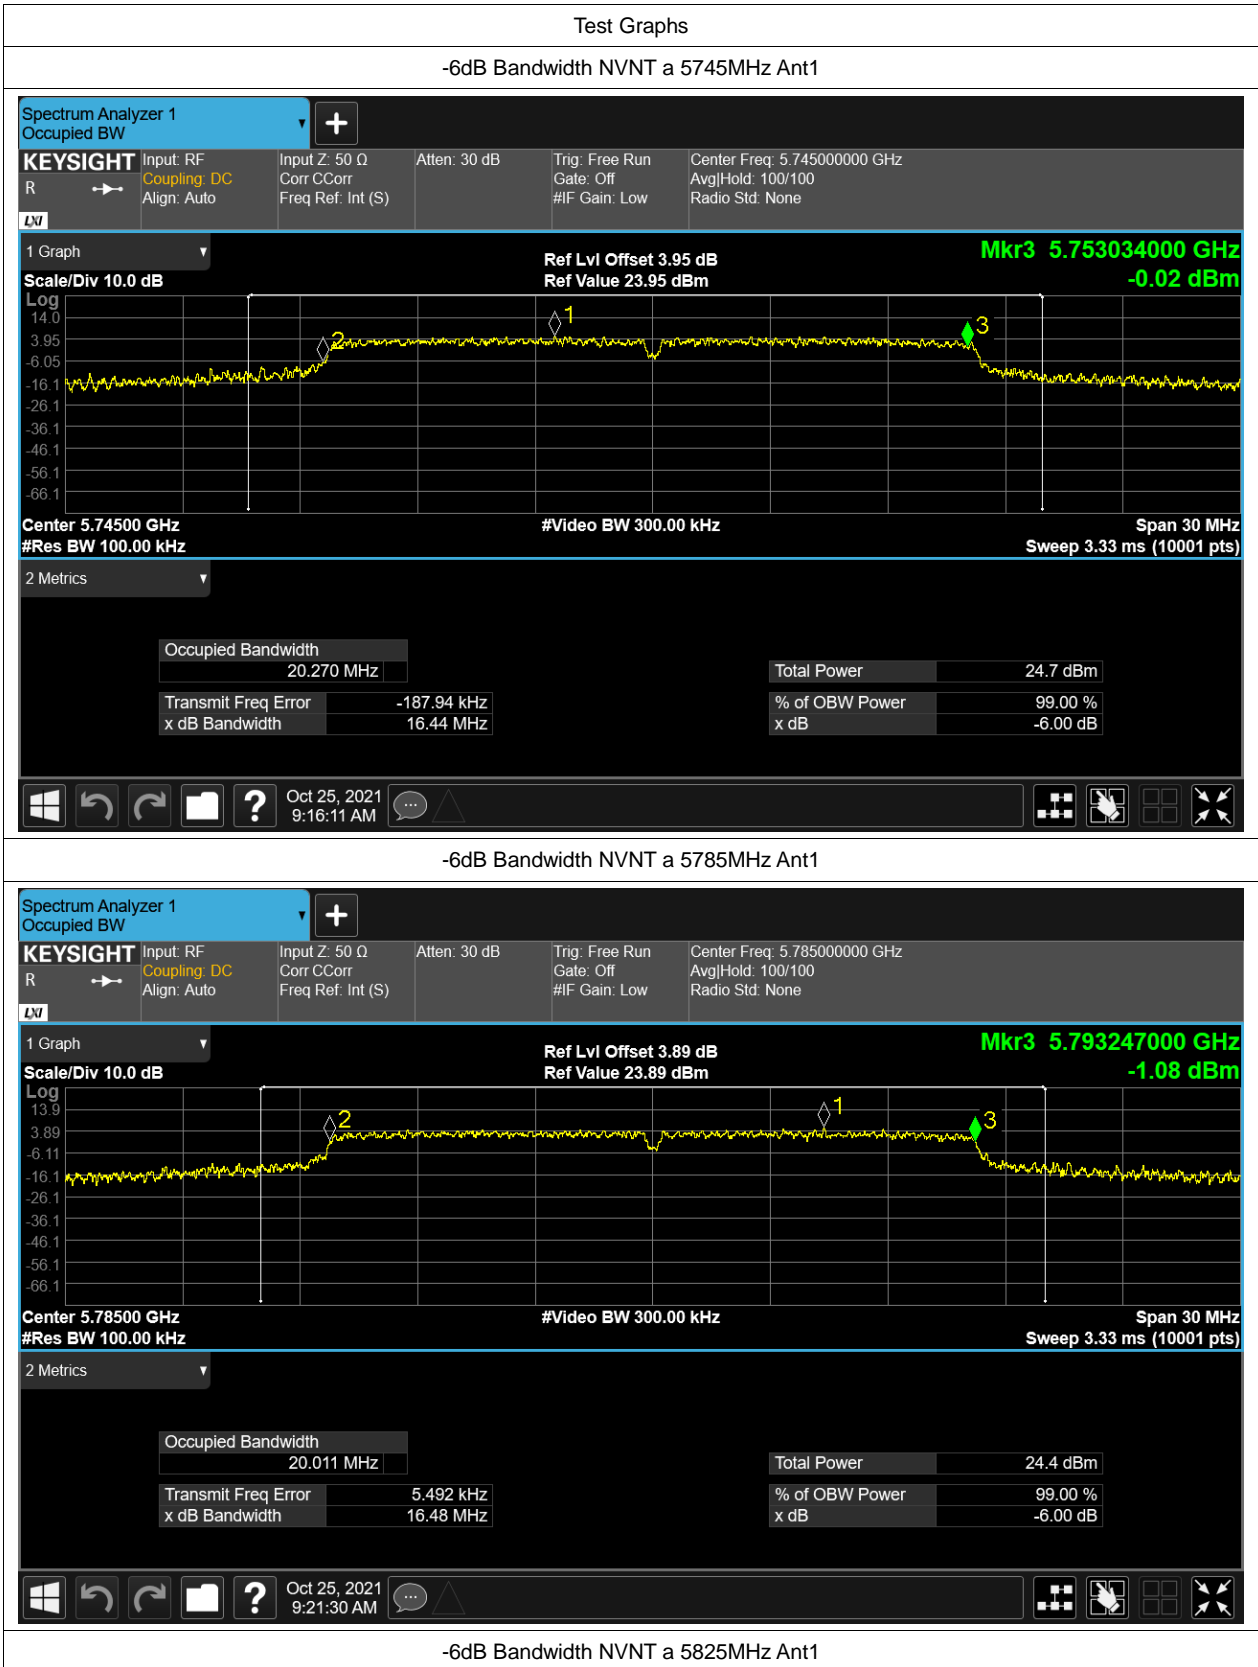 Test Graphs
-6dB Bandwidth NVNT a 5745MHz Ant1
Spectrum Analyzer 1
Occupied BW
KEYSIGHT Input: RF Input Z: 50 Ω Atten: 30 dB Trig: Free Run Center Freq: 5.745000000 GHz
R Coupling: DC Corr CCorr Gate: Off Avg|Hold: 100/100
Align: Auto Freq Ref: Int (S) #IF Gain: Low Radio Std: None
LXI
1 Graph Ref Lvl Offset 3.95 dB Mkr3 5.753034000 GHz
Scale/Div 10.0 dB Ref Value 23.95 dBm -0.02 dBm
Log
14.0
3.95
-6.05
-16.1
-26.1
-36.1
-46.1
-56.1
-66.1
2 1 3
Center 5.74500 GHz #Video BW 300.00 kHz Span 30 MHz
#Res BW 100.00 kHz Sweep 3.33 ms (10001 pts)
2 Metrics
Occupied Bandwidth
20.270 MHz Total Power 24.7 dBm
Transmit Freq Error -187.94 kHz % of OBW Power 99.00 %
x dB Bandwidth 16.44 MHz x dB -6.00 dB
? Oct 25, 2021
9:16:11 AM
-6dB Bandwidth NVNT a 5785MHz Ant1
Spectrum Analyzer 1
Occupied BW
KEYSIGHT Input: RF Input Z: 50 Ω Atten: 30 dB Trig: Free Run Center Freq: 5.785000000 GHz
R Coupling: DC Corr CCorr Gate: Off Avg|Hold: 100/100
Align: Auto Freq Ref: Int (S) #IF Gain: Low Radio Std: None
LXI
1 Graph Ref Lvl Offset 3.89 dB Mkr3 5.793247000 GHz
Scale/Div 10.0 dB Ref Value 23.89 dBm -1.08 dBm
Log
13.9
3.89
-6.11
-16.1
-26.1
-36.1
-46.1
-56.1
-66.1
2 1 3
Center 5.78500 GHz #Video BW 300.00 kHz Span 30 MHz
#Res BW 100.00 kHz Sweep 3.33 ms (10001 pts)
2 Metrics
Occupied Bandwidth
20.011 MHz Total Power 24.4 dBm
Transmit Freq Error 5.492 kHz % of OBW Power 99.00 %
x dB Bandwidth 16.48 MHz x dB -6.00 dB
? Oct 25, 2021
9:21:30 AM
-6dB Bandwidth NVNT a 5825MHz Ant1